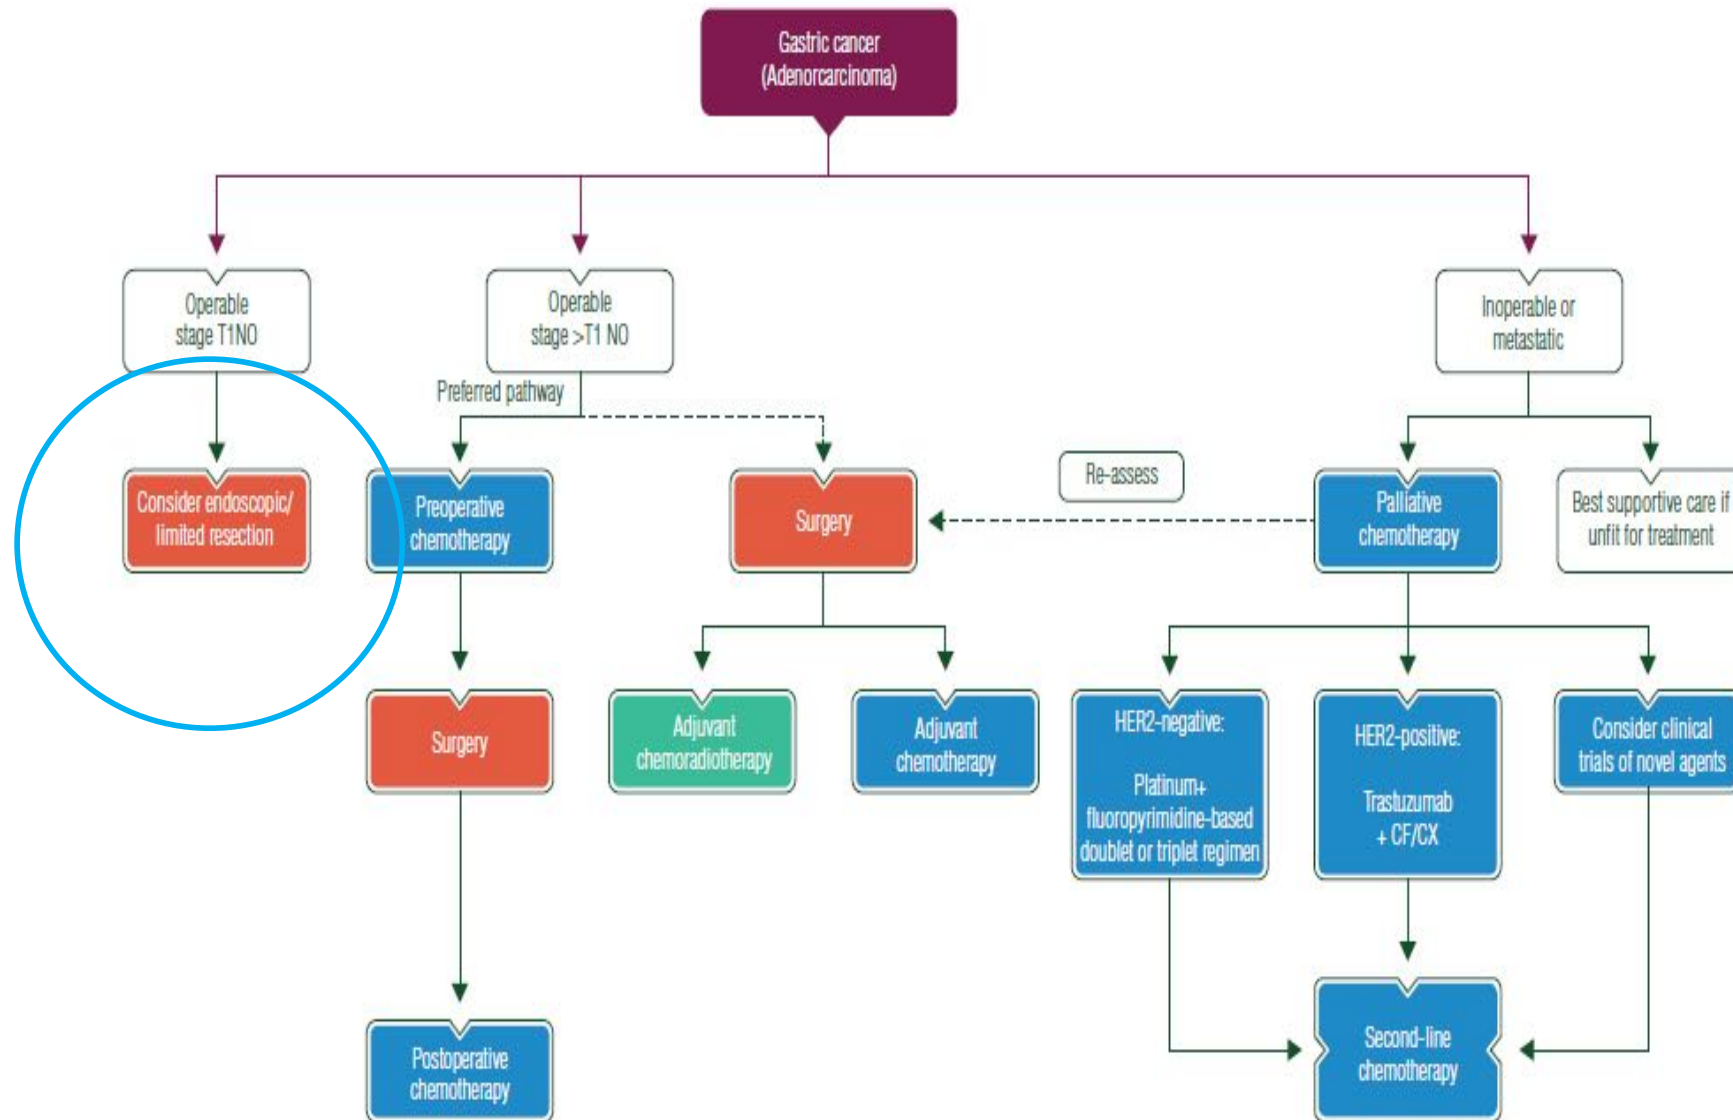 Gastric cancer
(Adenorcarcinoma)
Operable
stage T1NO
Operable
stage >T1 NO
Inoperable or
metastatic
Preferred pathway
Consider endoscopic/
limited resection
Preoperative
chemotherapy
Surgery
Re-assess
Palliative
chemotherapy
Best supportive care if
unfit for treatment
Surgery
Adjuvant
chemoradiotherapy
Adjuvant
chemotherapy
HER2-negative:
Platinum+
fluoropyrimidine-based
doublet or triplet regimen
HER2-positive:
Trastuzumab
+ CF/CX
Consider clinical
trials of novel agents
Postoperative
chemotherapy
Second-line
chemotherapy